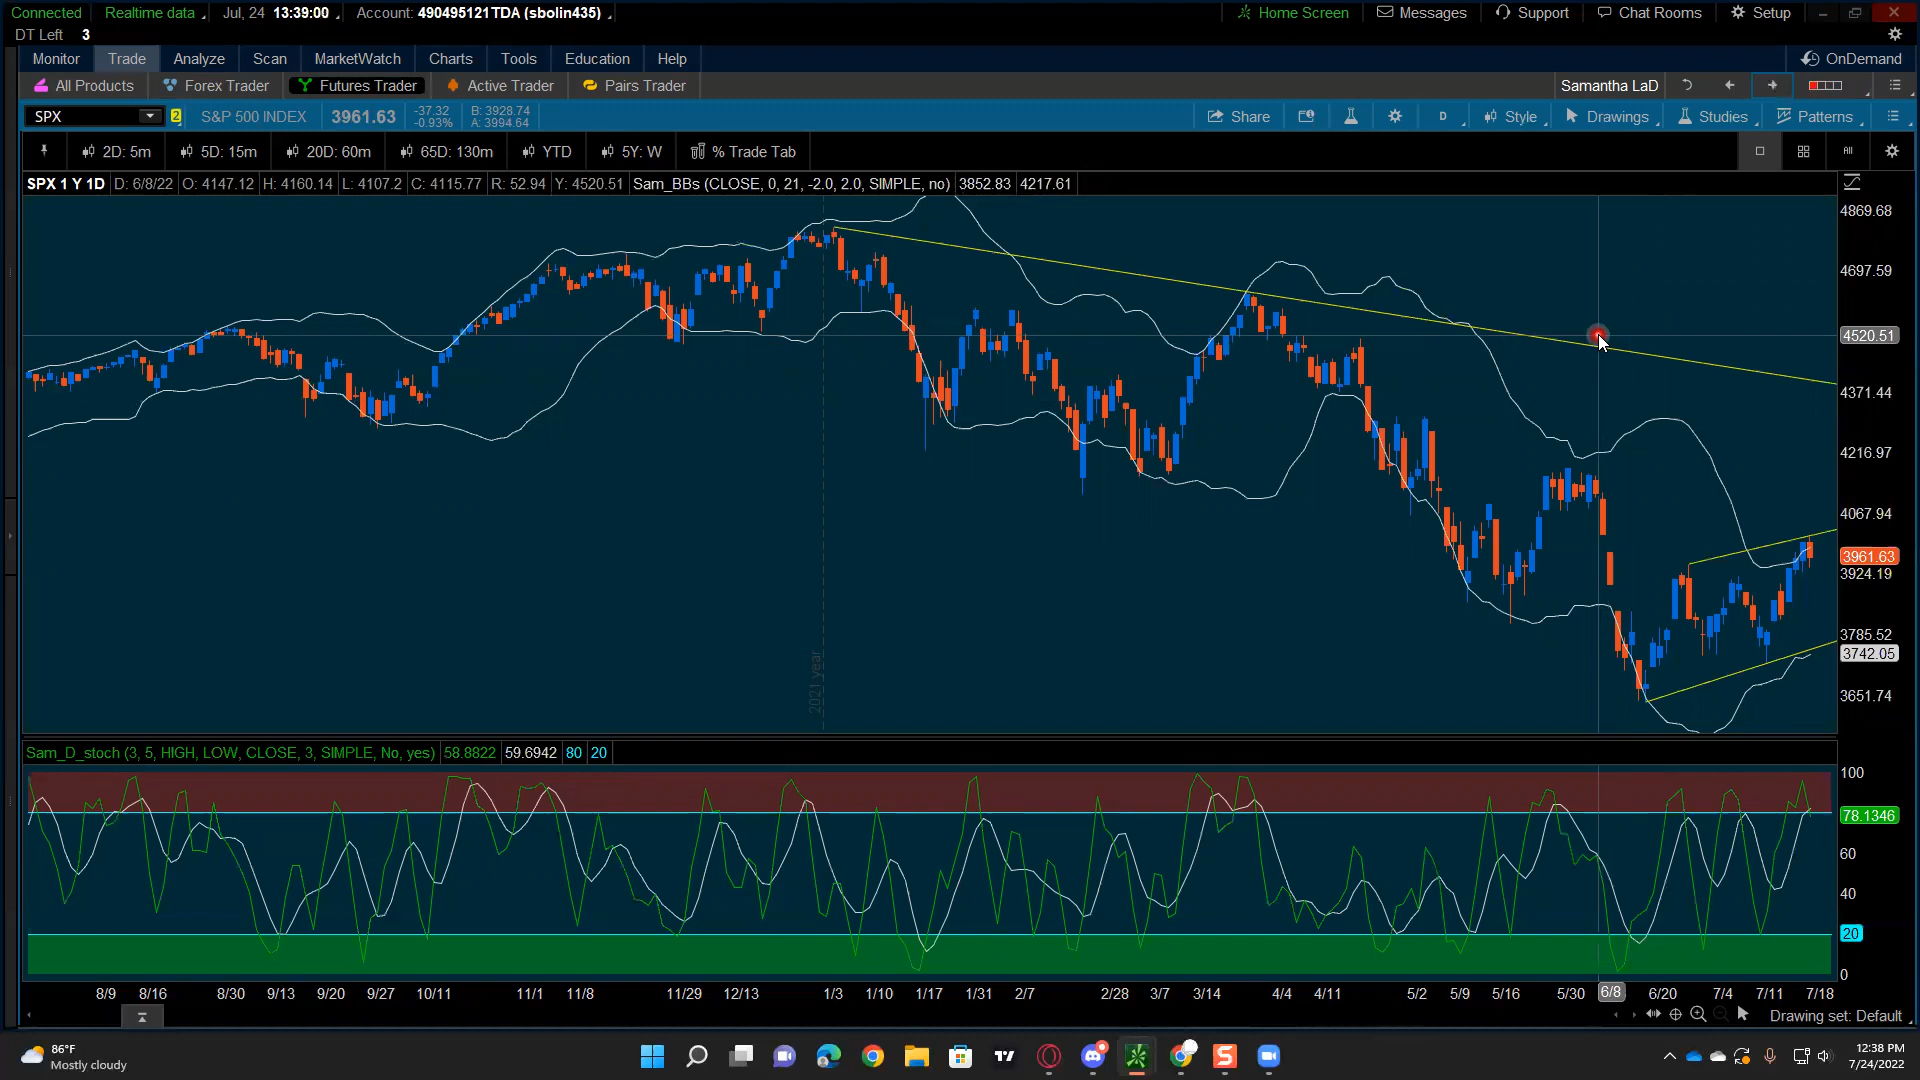 Connected Realtime data Jul, 24 13:39:00 Account: 490495121TDA (sbolin435) Home Screen Messages Support Chat Rooms Setup
DT Left 3
Monitor Trade Analyze Scan MarketWatch Charts Tools Education Help OnDemand
All Products Forex Trader Futures Trader Active Trader Pairs Trader Samantha LaD
SPX 2 S&P 500 INDEX 3961.63 -37.32 B: 3928.74 Share D Style Drawings Studies Patterns
-0.93% A: 3994.64
2D: 5m 5D: 15m 20D: 60m 65D: 130m YTD 5Y: W % Trade Tab All
SPX 1 Y 1D D: 6/8/22 O: 4147.12 H: 4160.14 L: 4107.2 C: 4115.77 R: 52.94 Y: 4520.51 Sam_BBs (CLOSE, 0, 21, -2.0, 2.0, SIMPLE, no) 3852.83 4217.61
4869.68
4697.59
4520.51
4371.44
4216.97
4067.94
3961.63
3924.19
3785.52
3742.05
3651.74
2021 year
Sam_D_stoch (3, 5, HIGH, LOW, CLOSE, 3, SIMPLE, No, yes) 58.8822 59.6942 80 20
100
78.1346
60
40
20
0
8/9 8/16 8/30 9/13 9/20 9/27 10/11 11/1 11/8 11/29 12/13 1/3 1/10 1/17 1/31 2/7 2/28 3/7 3/14 4/4 4/11 5/2 5/9 5/16 5/30 6/8 6/20 7/4 7/11 7/18
Drawing set: Default
86°F
Mostly cloudy
12:38 PM
7/24/2022